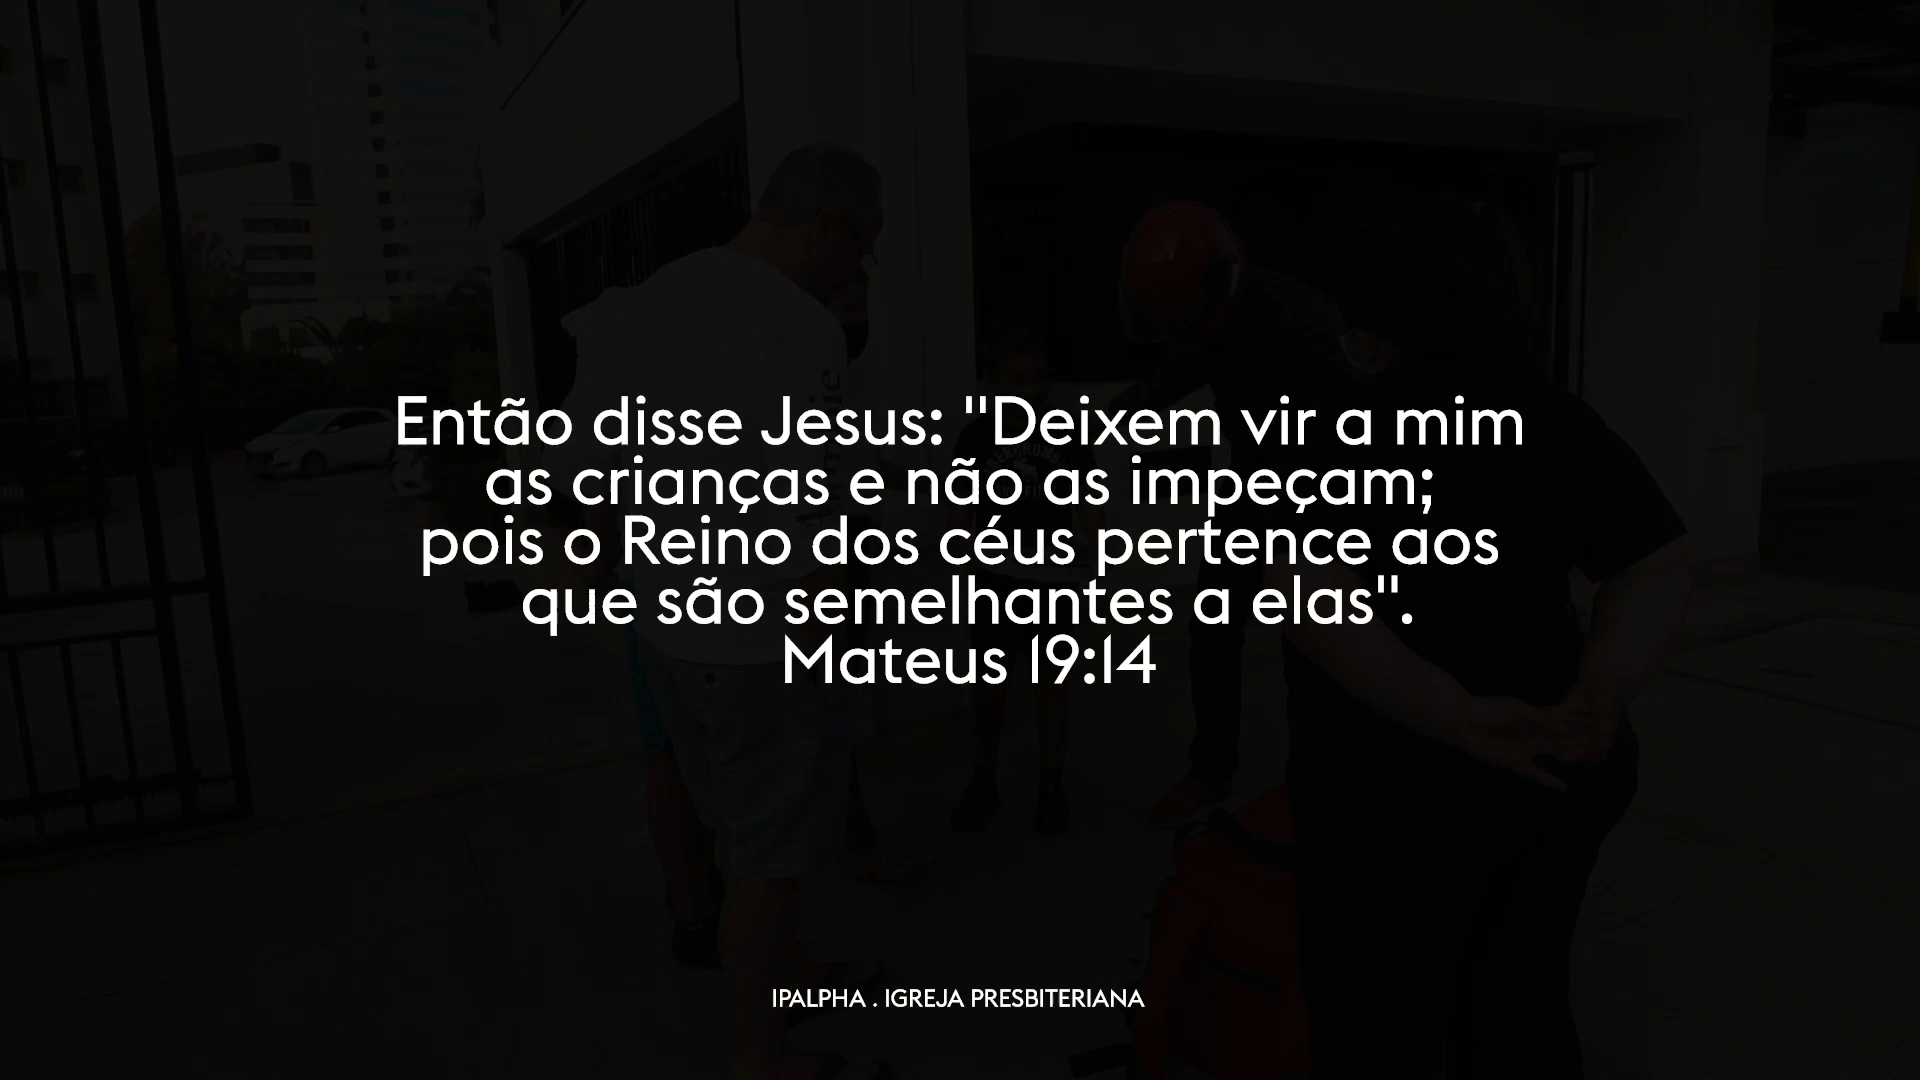 Então disse Jesus: "Deixem vir a mim
as crianças e não as impeçam;
pois o Reino dos céus pertence aos
que são semelhantes a elas".
Mateus 19:14
IPALPHA . IGREJA PRESBITERIANA